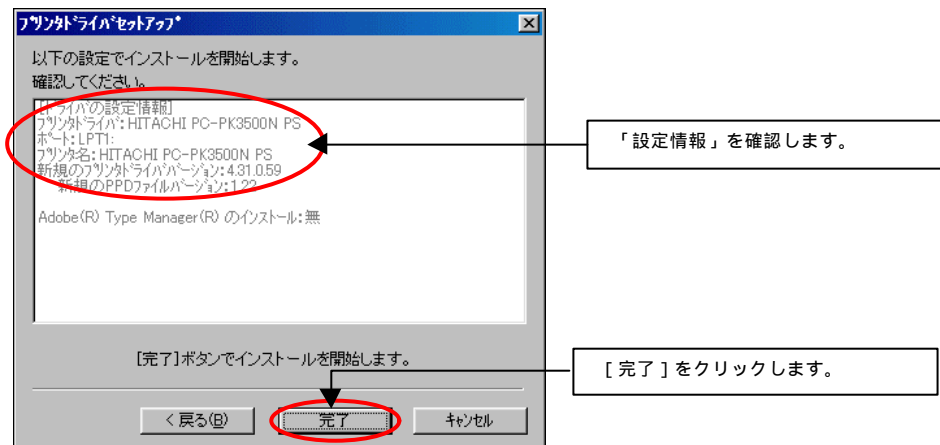 ﾌﾟﾘﾝﾀﾄﾞﾗｲﾊﾞｾｯﾄｱｯﾌﾟ
以下の設定でインストールを開始します。
確認してください。
[ドライバの設定情報]
ﾌﾟﾘﾝﾀﾄﾞﾗｲﾊﾞ:HITACHI PC-PK3500N PS
ﾎﾟｰﾄ:LPT1:
ﾌﾟﾘﾝﾀ名:HITACHI PC-PK3500N PS
新規のﾌﾟﾘﾝﾀﾄﾞﾗｲﾊﾞﾊﾞｰｼﾞｮﾝ:4.31.0.59
新規のPPDﾌｧｲﾙﾊﾞｰｼﾞｮﾝ:1.22
Adobe(R) Type Manager(R) のｲﾝｽﾄｰﾙ:無
「設定情報」を確認します。
[完了]ボタンでインストールを開始します。
[完了]をクリックします。
< 戻る(B)
完了
ｷｬﾝｾﾙ